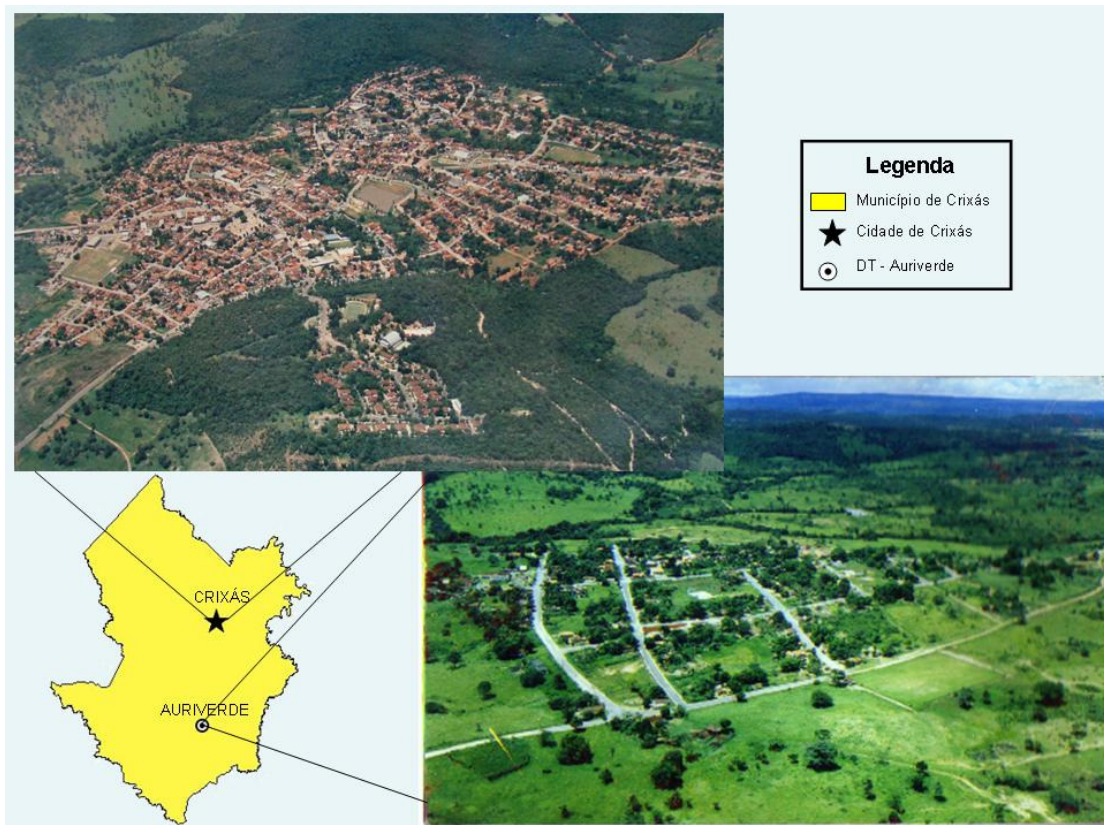 Legenda
Município de Crixás
Cidade de Crixás
DT - Auriverde
CRIXÁS
AURIVERDE